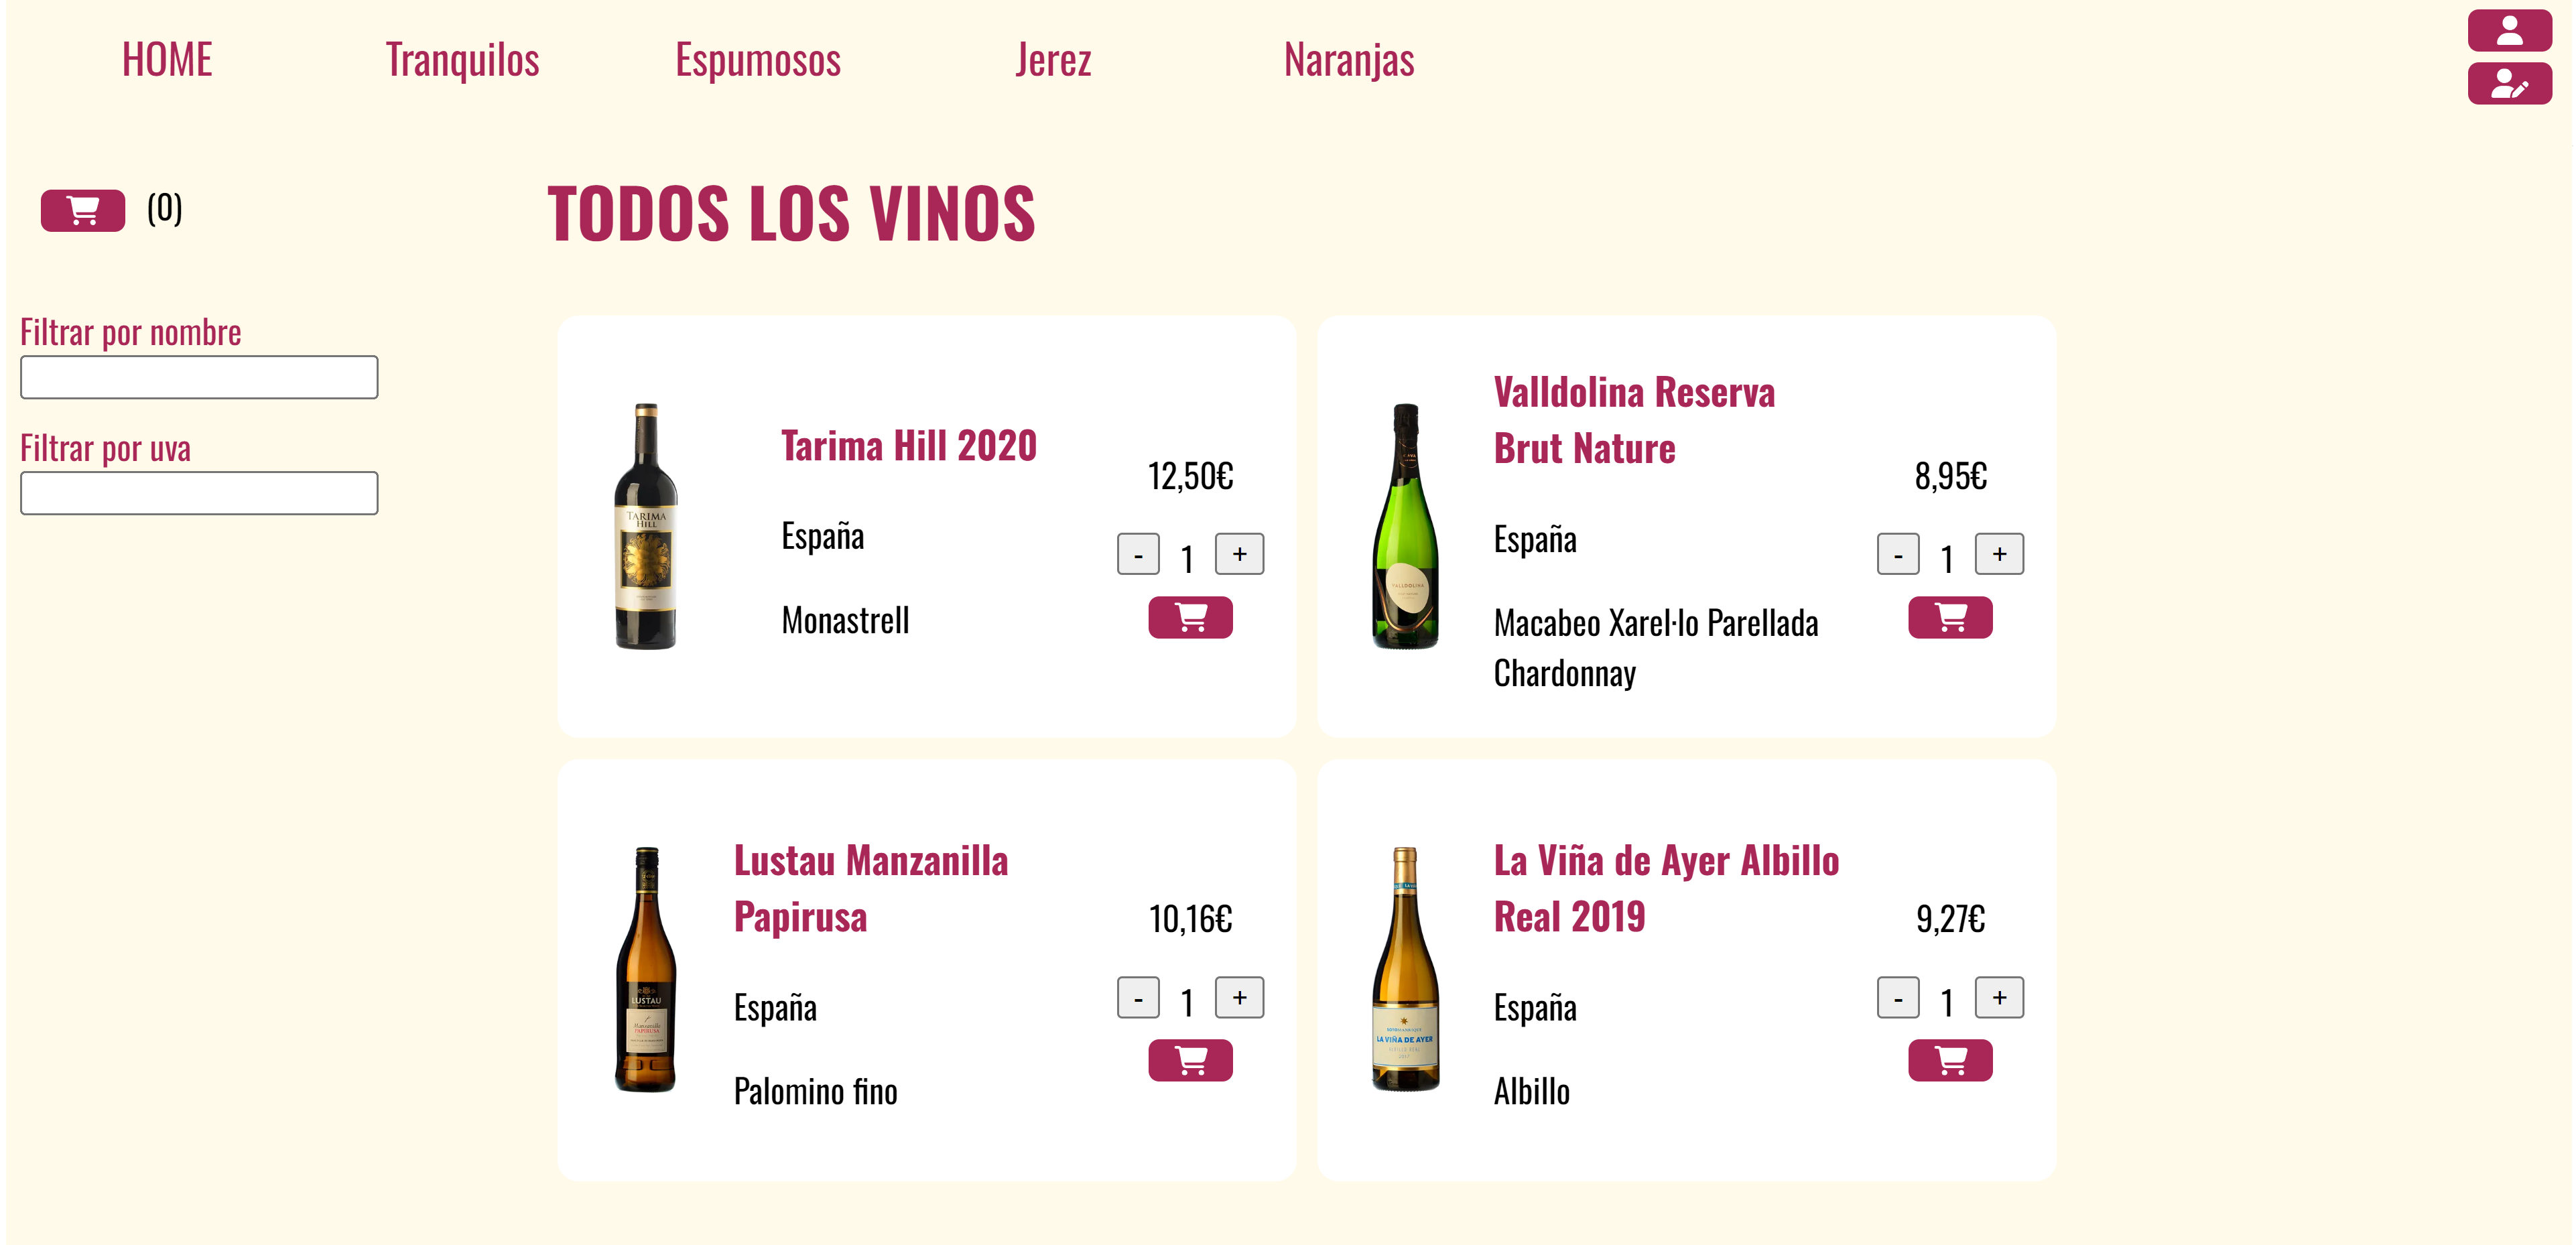 HOME Tranquilos Espumosos Jerez Naranjas
(0)
TODOS LOS VINOS
Filtrar por nombre
Filtrar por uva
TARIMA
HILL
Tarima Hill 2020
España
Monastrell
12,50€
- 1 +
VALLDOLINA
Valldolina Reserva
Brut Nature
España
Macabeo Xarel·lo Parellada
Chardonnay
8,95€
- 1 +
LUSTAU
Manzanilla
PAPIRUSA
Lustau Manzanilla
Papirusa
España
Palomino fino
10,16€
- 1 +
LA VIÑA DE AYER
La Viña de Ayer Albillo
Real 2019
España
Albillo
9,27€
- 1 +